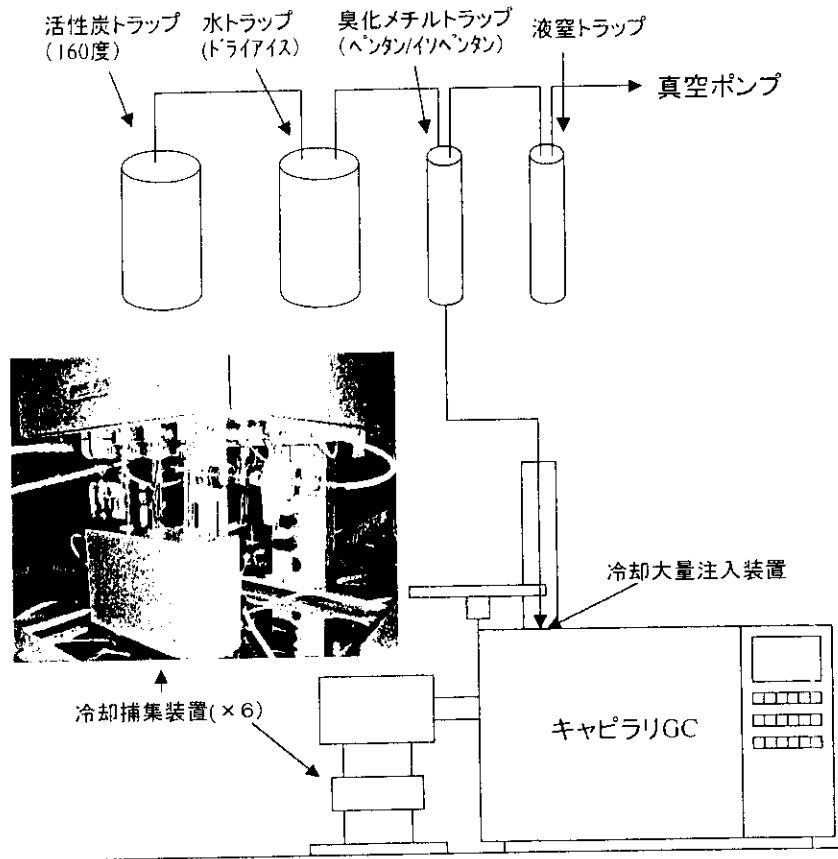 活性炭トラップ
(160度)
水トラップ
(ドライアイス)
臭化メチルトラップ
(ペンタン/イソペンタン)
液窒トラップ
真空ポンプ
冷却大量注入装置
冷却捕集装置(×6)
キャピラリGC